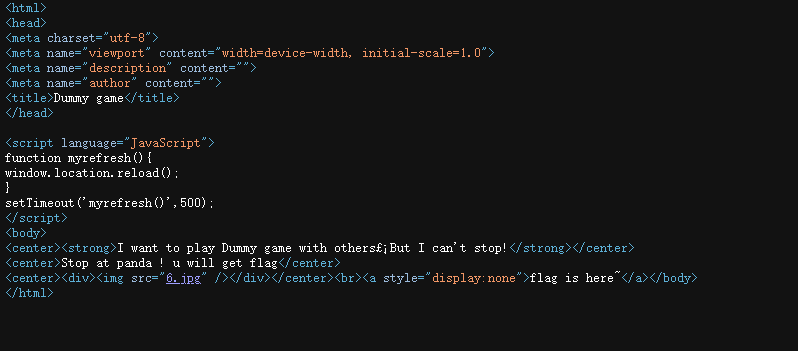 <html>
<head>
<meta charset="utf-8">
<meta name="viewport" content="width=device-width, initial-scale=1.0">
<meta name="description" content="">
<meta name="author" content="">
<title>Dummy game</title>
</head>
<script language="JavaScript">
function myrefresh(){
window.location.reload();
}
setTimeout('myrefresh()',500);
</script>
<body>
<center><strong>I want to play Dummy game with others£¡But I can't stop!</strong></center>
<center>Stop at panda ! u will get flag</center>
<center><div><img src="6.jpg" /></div></center><br><a style="display:none">flag is here~</a></body>
</html>